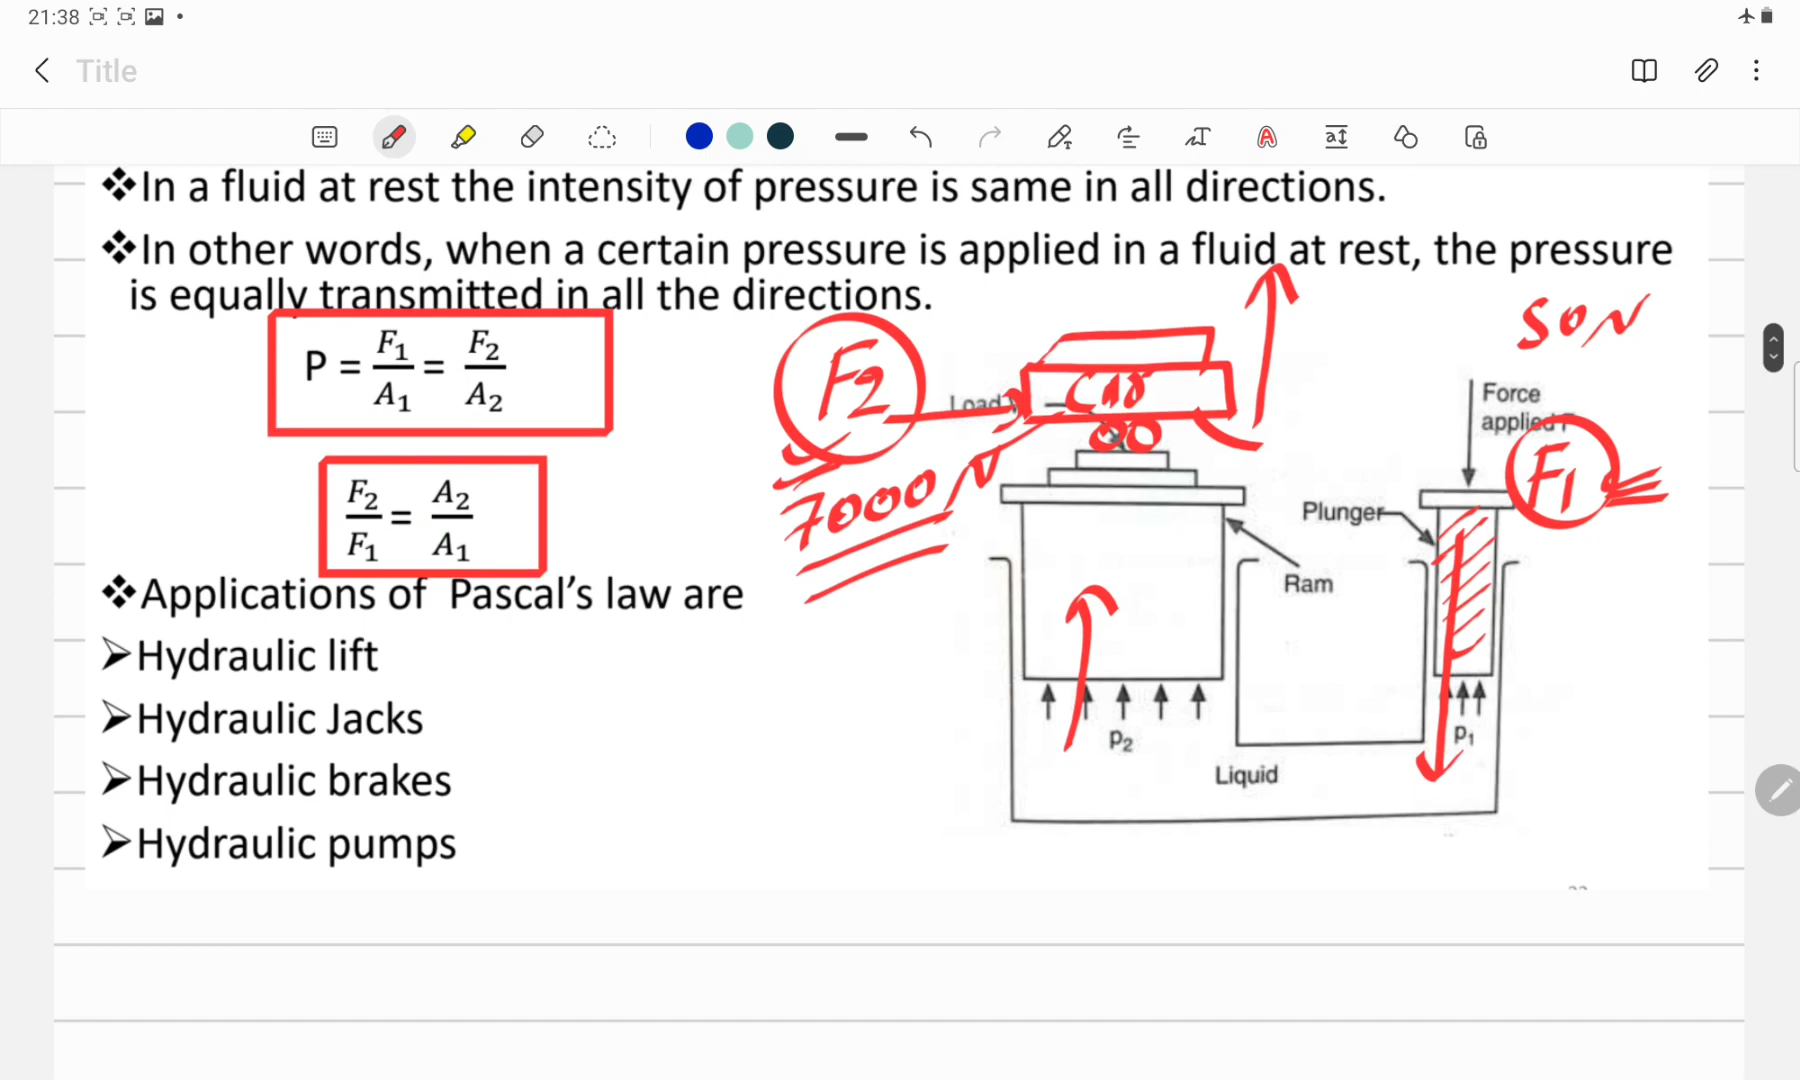 21:38
Title
❖In a fluid at rest the intensity of pressure is same in all directions.
❖In other words, when a certain pressure is applied in a fluid at rest, the pressure
is equally transmitted in all the directions.
P = F₁/A₁ = F₂/A₂
F₂/F₁ = A₂/A₁
❖Applications of Pascal's law are
➢Hydraulic lift
➢Hydraulic Jacks
➢Hydraulic brakes
➢Hydraulic pumps
F2
7000 N
Load
Car
50N
Force
applied F
F1
Plunger
Ram
p₂
p₁
Liquid